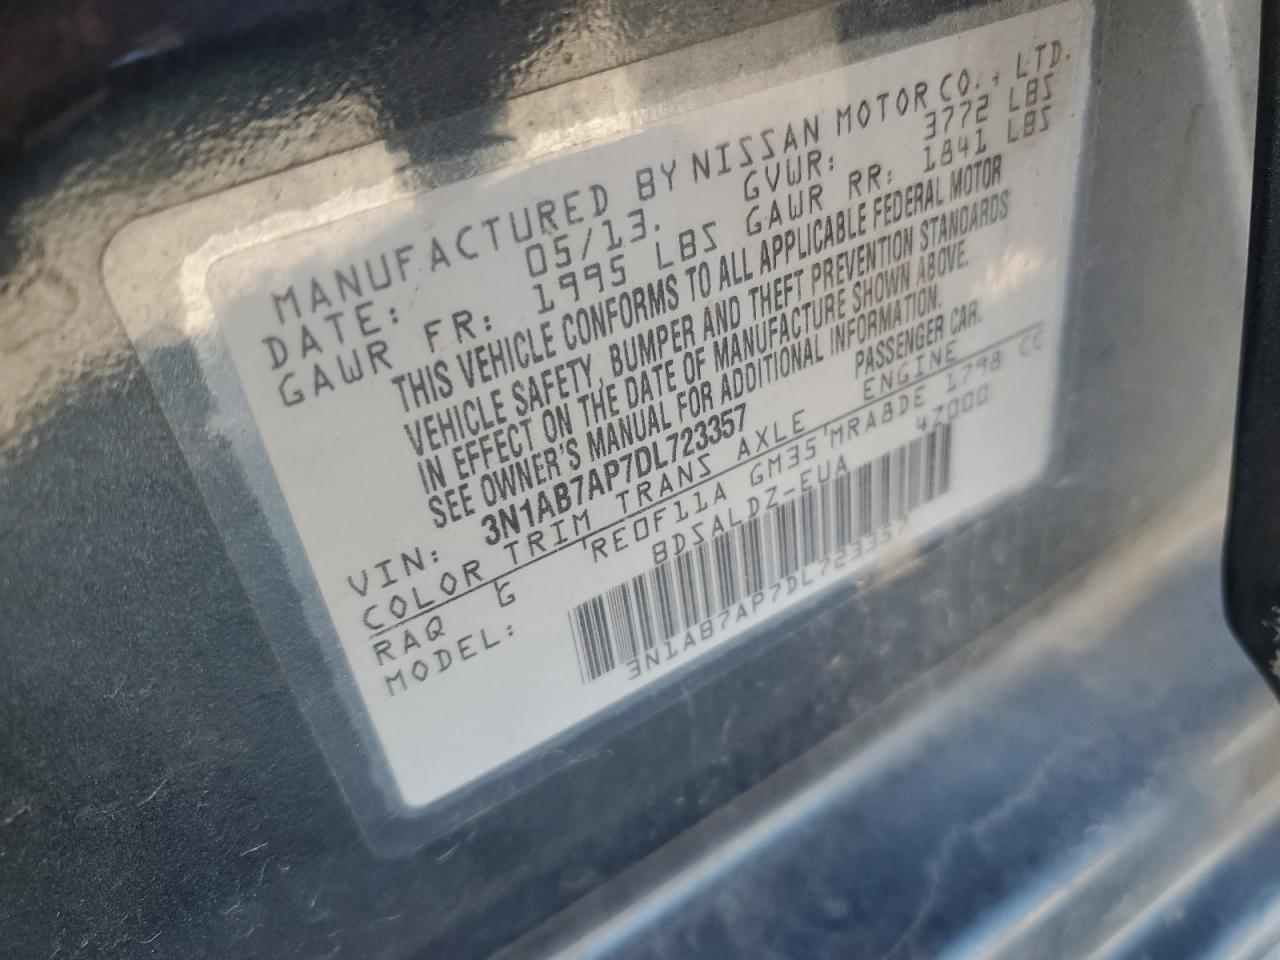 MANUFACTURED BY NISSAN MOTOR CO., LTD.
DATE: 05/13. GVWR: 3772 LBS
GAWR FR: 1995 LBS GAWR RR: 1841 LBS
THIS VEHICLE CONFORMS TO ALL APPLICABLE FEDERAL MOTOR
VEHICLE SAFETY, BUMPER AND THEFT PREVENTION STANDARDS
IN EFFECT ON THE DATE OF MANUFACTURE SHOWN ABOVE.
SEE OWNER'S MANUAL FOR ADDITIONAL INFORMATION.
VIN: 3N1AB7AP7DL723357 PASSENGER CAR.
COLOR TRIM TRANS AXLE ENGINE
RAQ G RE0F11A GM35 MRA8DE 1798 CC
MODEL: BDSALDZ-EUA 4Z000
3N1AB7AP7DL723357